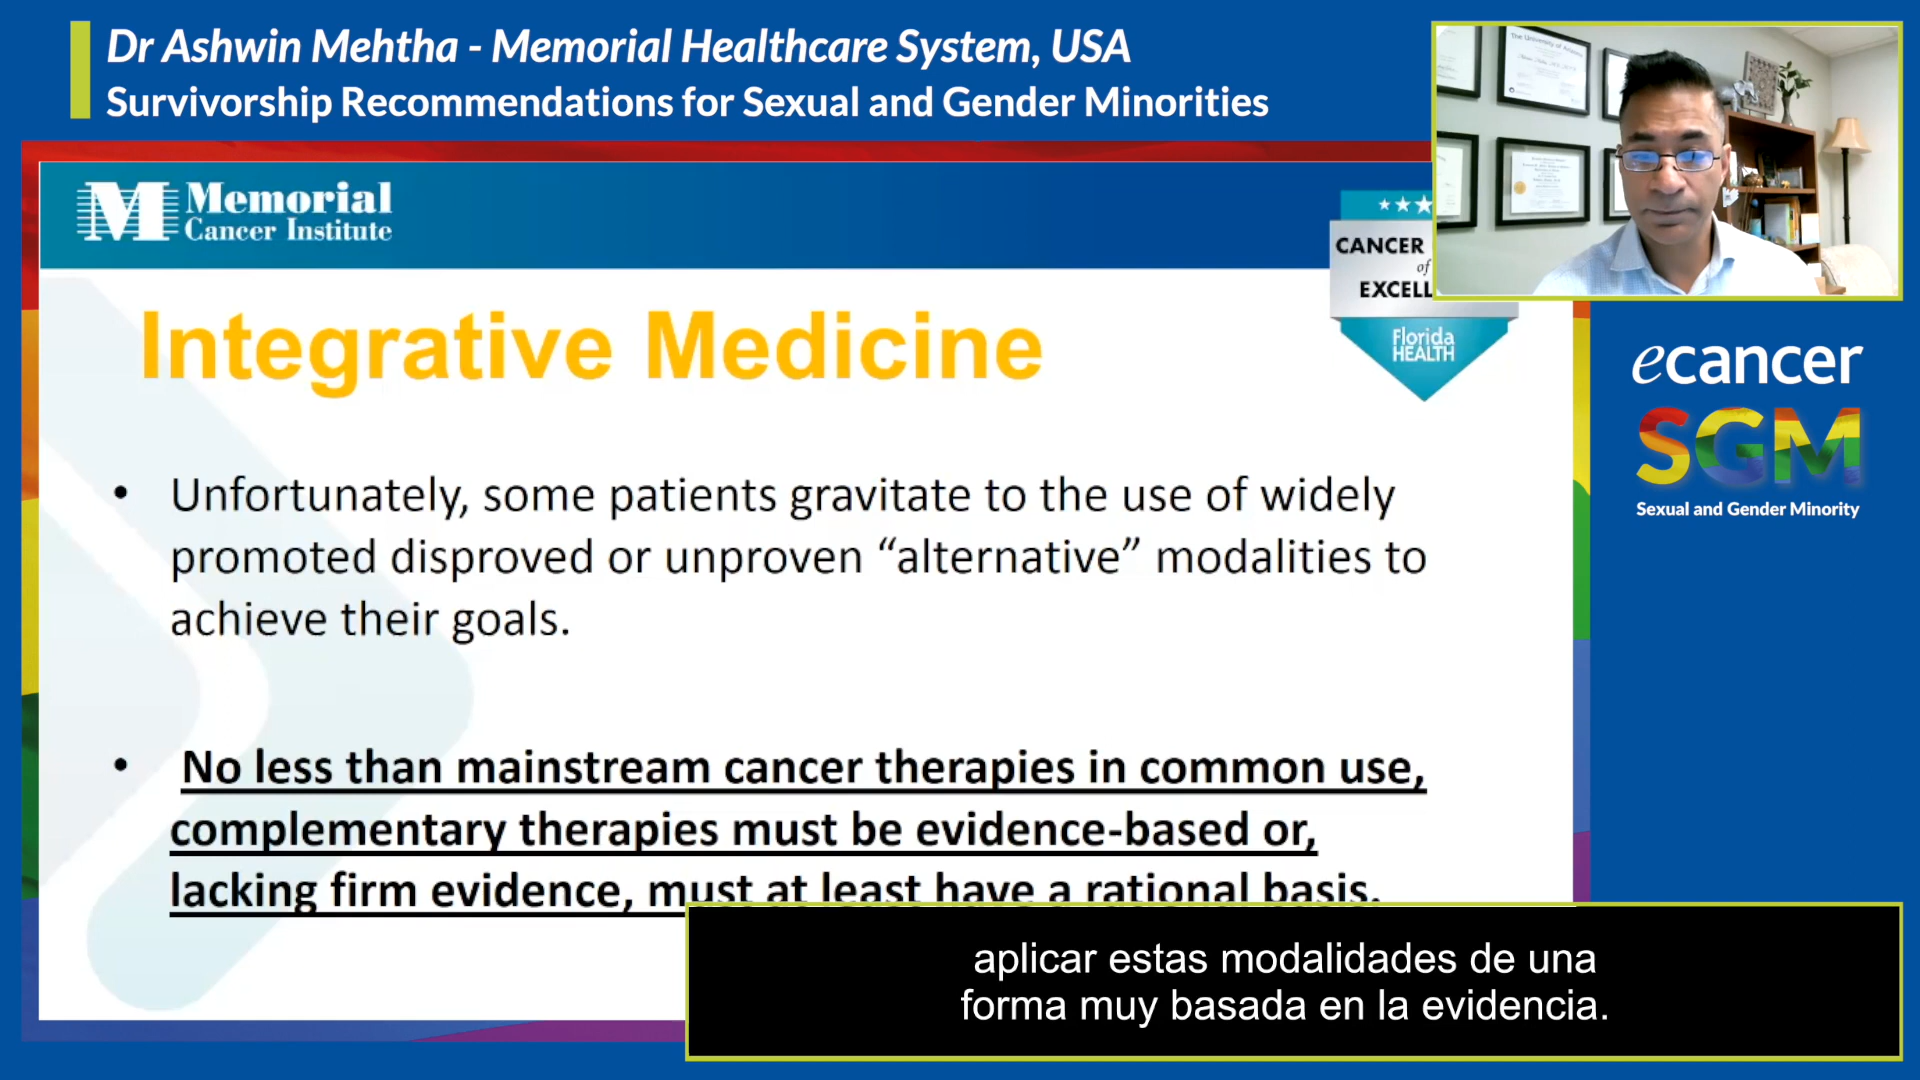 Dr Ashwin Mehtha - Memorial Healthcare System, USA
Survivorship Recommendations for Sexual and Gender Minorities
Memorial
Cancer Institute
CANCER
of
EXCELL
Florida
HEALTH
Integrative Medicine
• Unfortunately, some patients gravitate to the use of widely
promoted disproved or unproven “alternative” modalities to
achieve their goals.
• No less than mainstream cancer therapies in common use,
complementary therapies must be evidence-based or,
lacking firm evidence, must at least have a rational basis.
The University of Arizona
ecancer
SGM
Sexual and Gender Minority
aplicar estas modalidades de una
forma muy basada en la evidencia.